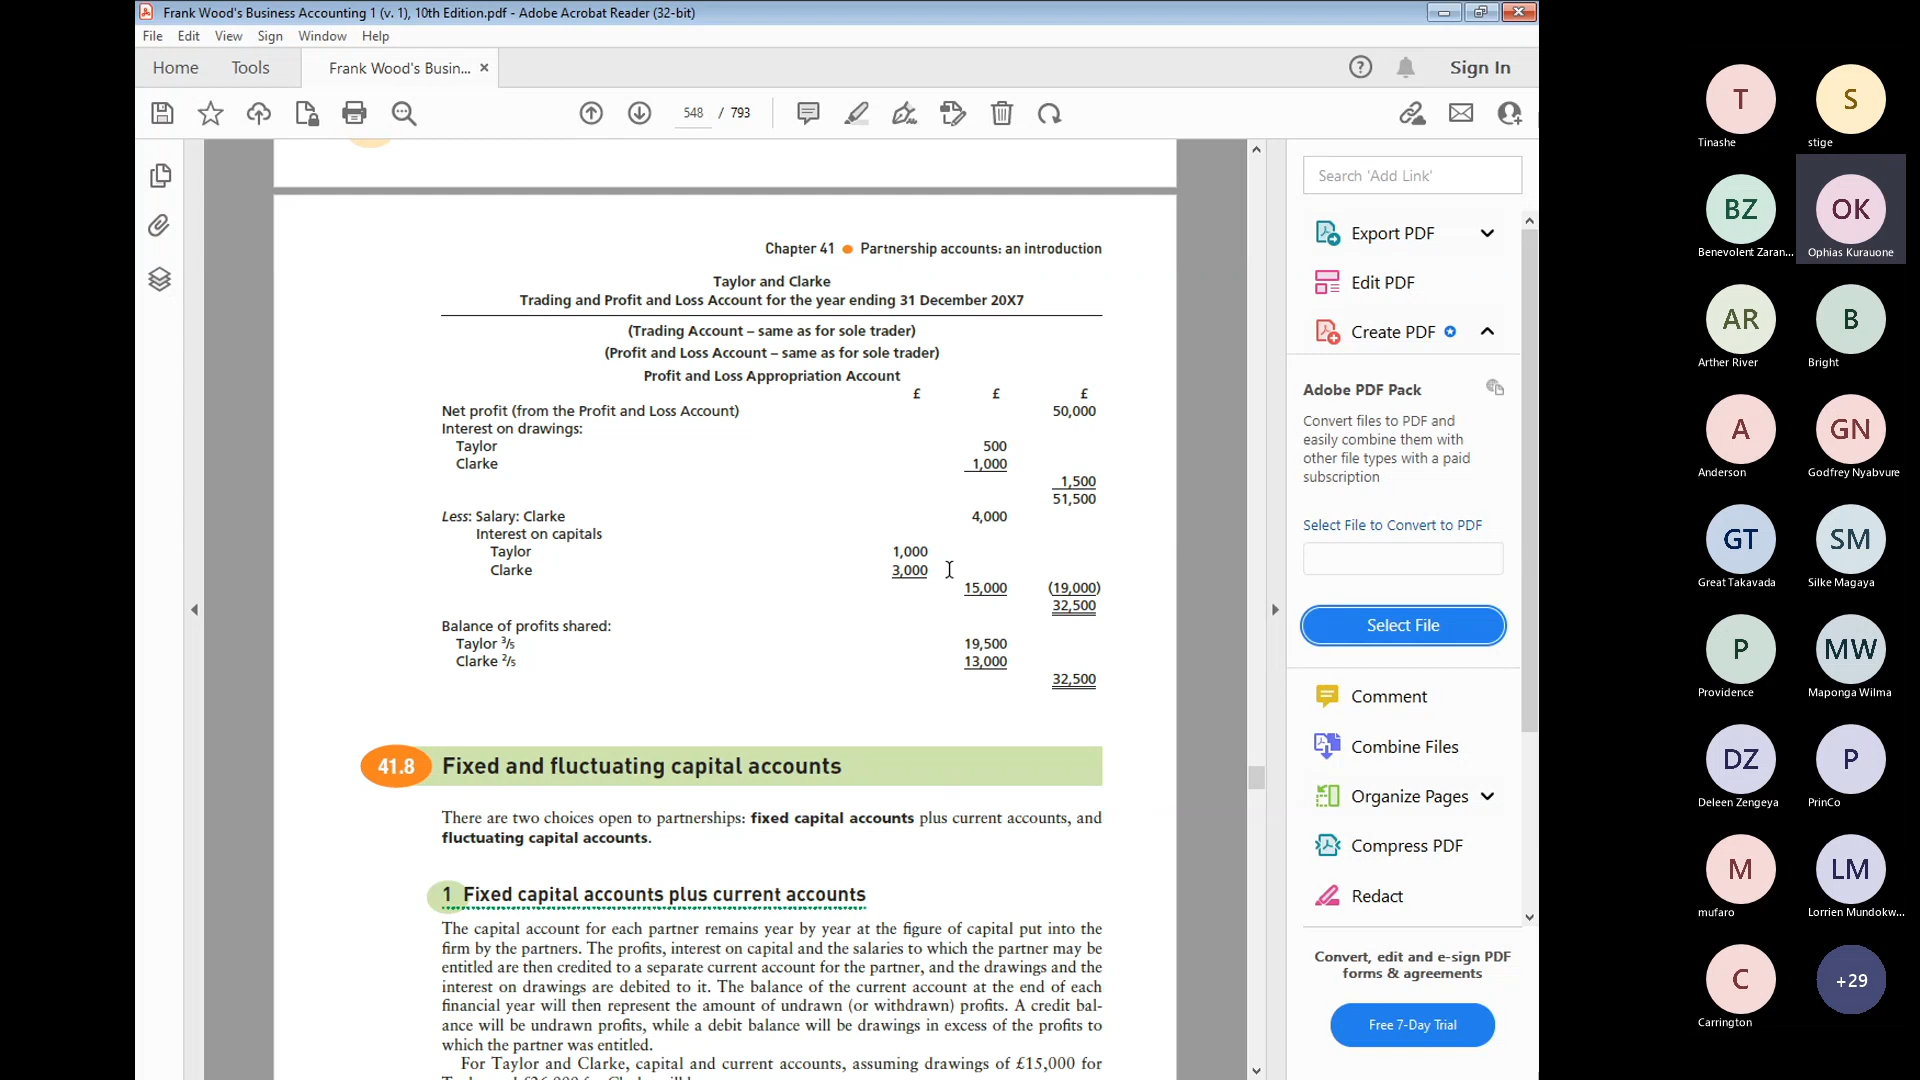 Frank Wood's Business Accounting 1 (v. 1), 10th Edition.pdf - Adobe Acrobat Reader (32-bit)
File Edit View Sign Window Help
Home Tools Frank Wood's Busin... × Sign In
548 / 793
Chapter 41 Partnership accounts: an introduction
Taylor and Clarke
Trading and Profit and Loss Account for the year ending 31 December 20X7
(Trading Account – same as for sole trader)
(Profit and Loss Account – same as for sole trader)
Profit and Loss Appropriation Account
£ £ £
Net profit (from the Profit and Loss Account) 50,000
Interest on drawings:
Taylor 500
Clarke 1,000
1,500
51,500
Less: Salary: Clarke 4,000
Interest on capitals
Taylor 1,000
Clarke 3,000
15,000 (19,000)
32,500
Balance of profits shared:
Taylor 3/5 19,500
Clarke 2/5 13,000
32,500
41.8 Fixed and fluctuating capital accounts
There are two choices open to partnerships: fixed capital accounts plus current accounts, and
fluctuating capital accounts.
1 Fixed capital accounts plus current accounts
The capital account for each partner remains year by year at the figure of capital put into the
firm by the partners. The profits, interest on capital and the salaries to which the partner may be
entitled are then credited to a separate current account for the partner, and the drawings and the
interest on drawings are debited to it. The balance of the current account at the end of each
financial year will then represent the amount of undrawn (or withdrawn) profits. A credit bal-
ance will be undrawn profits, while a debit balance will be drawings in excess of the profits to
which the partner was entitled.
For Taylor and Clarke, capital and current accounts, assuming drawings of £15,000 for
Search 'Add Link'
Export PDF
Edit PDF
Create PDF
Adobe PDF Pack
Convert files to PDF and
easily combine them with
other file types with a paid
subscription
Select File to Convert to PDF
Select File
Comment
Combine Files
Organize Pages
Compress PDF
Redact
Convert, edit and e-sign PDF
forms & agreements
Free 7-Day Trial
T S
Tinashe stige
BZ OK
Benevolent Zaran... Ophias Kurauone
AR B
Arther River Bright
A GN
Anderson Godfrey Nyabvure
GT SM
Great Takavada Silke Magaya
P MW
Providence Maponga Wilma
DZ P
Deleen Zengeya PrinCo
M LM
mufaro Lorrien Mundokw...
C +29
Carrington